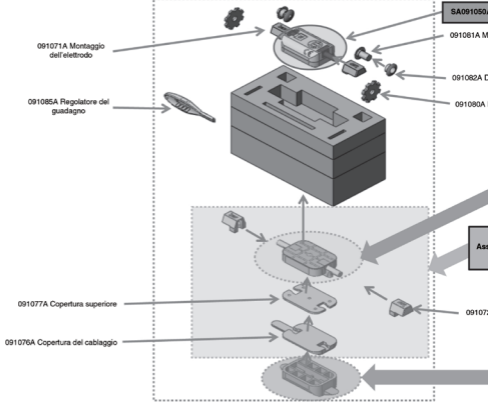 SA091050A
091071A Montaggio
dell'elettrodo
091081A M
091082A D
091085A Regolatore del
guadagno
091080A
Ass
091077A Copertura superiore
09107
091076A Copertura del cablaggio